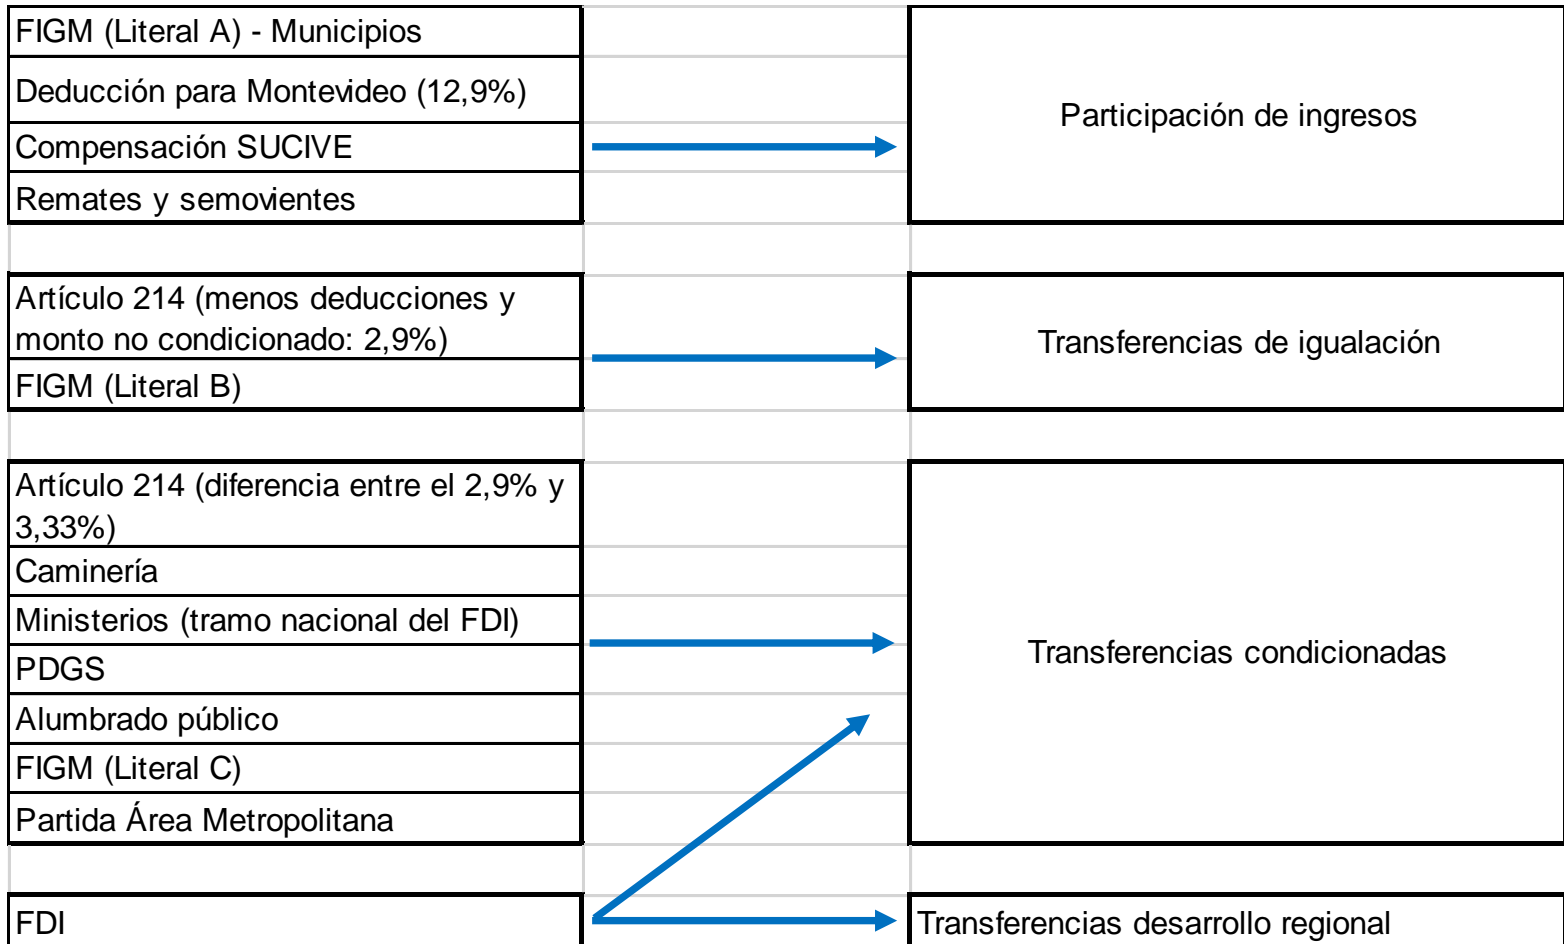 FIGM (Literal A) - Municipios
Deducción para Montevideo (12,9%)
Compensación SUCIVE
Remates y semovientes
Participación de ingresos
Artículo 214 (menos deducciones y
monto no condicionado: 2,9%)
FIGM (Literal B)
Transferencias de igualación
Artículo 214 (diferencia entre el 2,9% y
3,33%)
Caminería
Ministerios (tramo nacional del FDI)
PDGS
Alumbrado público
FIGM (Literal C)
Partida Área Metropolitana
Transferencias condicionadas
FDI
Transferencias desarrollo regional